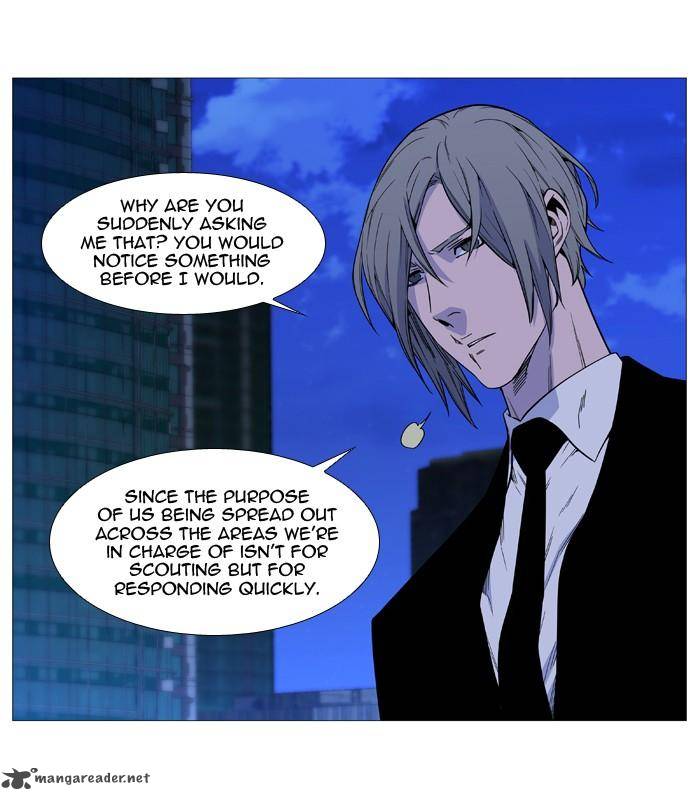 WHY ARE YOU
SUDDENLY ASKING
ME THAT? YOU WOULD
NOTICE SOMETHING
BEFORE I WOULD.
SINCE THE PURPOSE
OF US BEING SPREAD OUT
ACROSS THE AREAS WE'RE
IN CHARGE OF ISN'T FOR
SCOUTING BUT FOR
RESPONDING QUICKLY.
mangareader.net